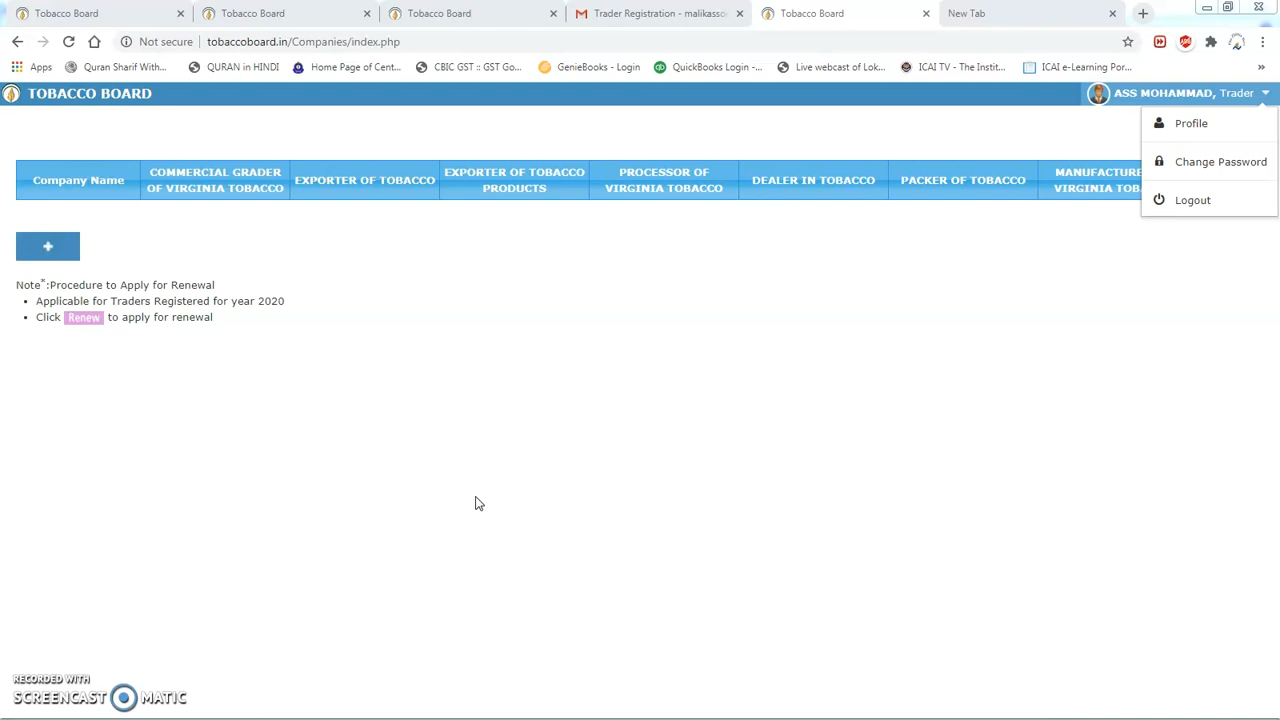 Tobacco Board
Tobacco Board
Tobacco Board
Trader Registration - malikasso
Tobacco Board
New Tab
Not secure
tobaccoboard.in/Companies/index.php
Apps
Quran Sharif With...
QURAN in HINDI
Home Page of Cent...
CBIC GST :: GST Go...
GenieBooks - Login
QuickBooks Login -...
Live webcast of Lok...
ICAI TV - The Instit...
ICAI e-Learning Por...
»
TOBACCO BOARD
ASS MOHAMMAD, Trader
Profile
Change Password
Logout
Company Name
COMMERCIAL GRADER
OF VIRGINIA TOBACCO
EXPORTER OF TOBACCO
EXPORTER OF TOBACCO
PRODUCTS
PROCESSOR OF
VIRGINIA TOBACCO
DEALER IN TOBACCO
PACKER OF TOBACCO
MANUFACTURE
VIRGINIA TOBA
Note*:Procedure to Apply for Renewal
• Applicable for Traders Registered for year 2020
• Click Renew to apply for renewal
RECORDED WITH
SCREENCAST MATIC